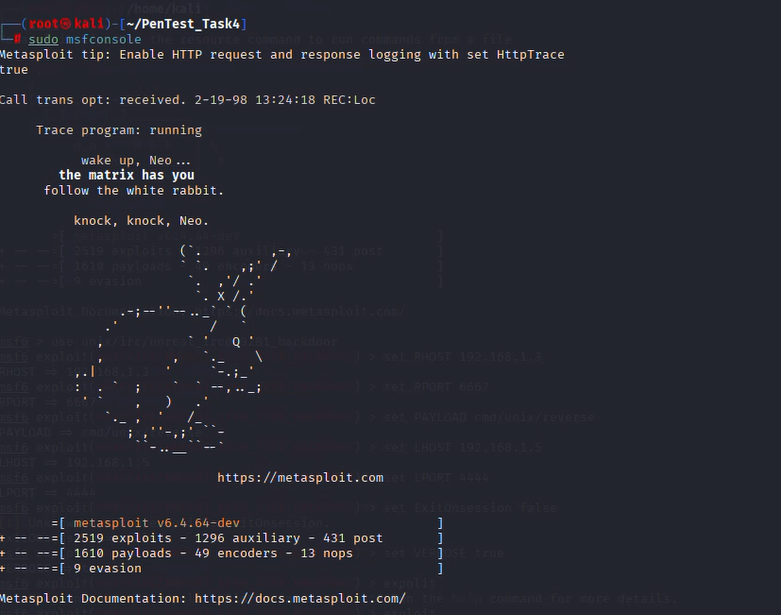 /home/kali
┌──(root㉿kali)-[~/PenTest_Task4]
└─# sudo msfconsole
Metasploit tip: Enable HTTP request and response logging with set HttpTrace
true
Call trans opt: received. 2-19-98 13:24:18 REC:Loc
Trace program: running
wake up, Neo...
the matrix has you
follow the white rabbit.
knock, knock, Neo.
https://metasploit.com
=[ metasploit v6.4.64-dev ]
+ -- --=[ 2519 exploits - 1296 auxiliary - 431 post ]
+ -- --=[ 1610 payloads - 49 encoders - 13 nops ]
+ -- --=[ 9 evasion ]
Metasploit Documentation: https://docs.metasploit.com/